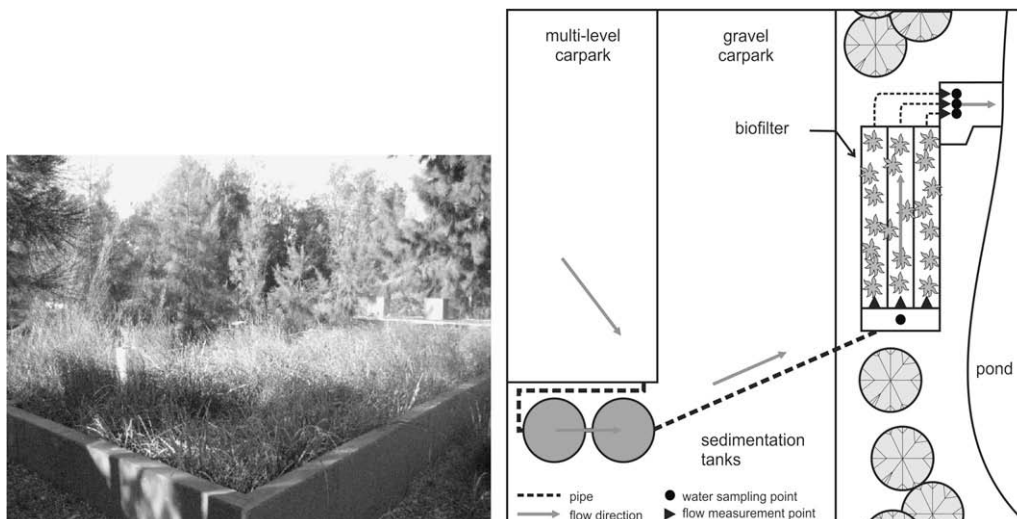 multi-level
carpark
gravel
carpark
biofilter
pond
sedimentation
tanks
pipe
flow direction
water sampling point
flow measurement point